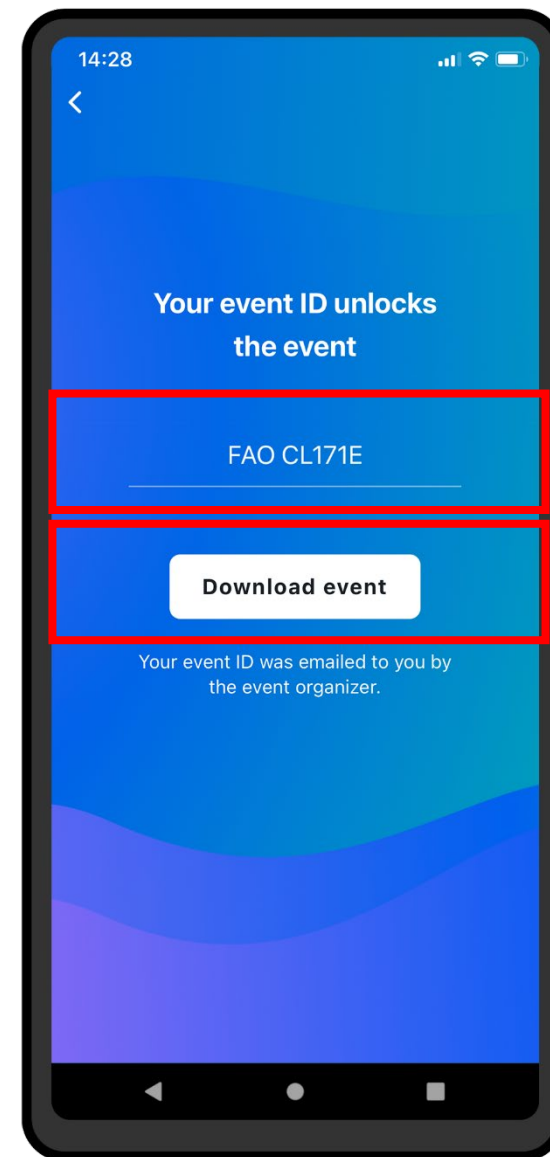 14:28
Your event ID unlocks
the event
FAO CL171E
Download event
Your event ID was emailed to you by
the event organizer.